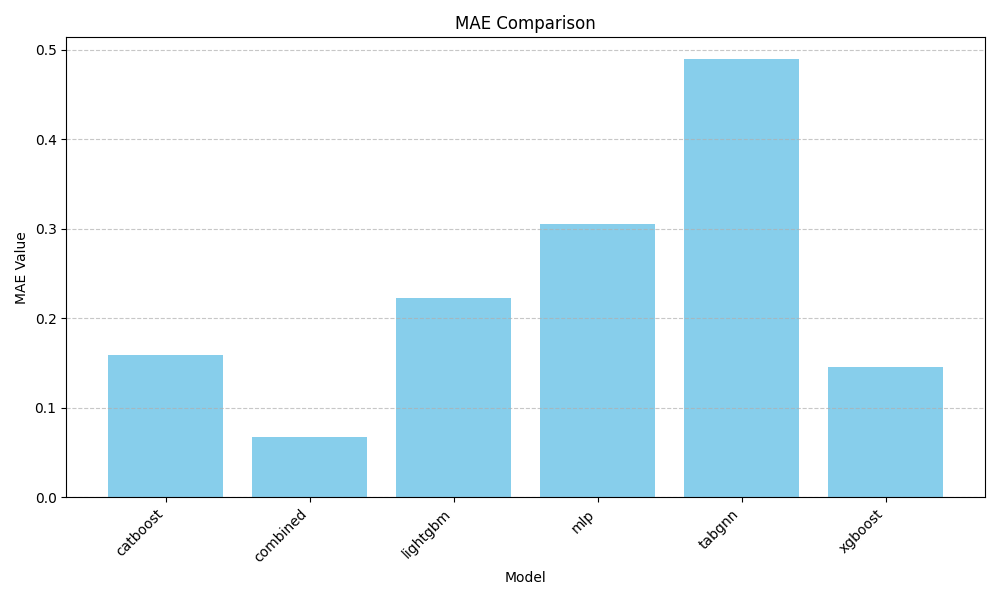 MAE Comparison
MAE Value
0.5
0.4
0.3
0.2
0.1
0.0
catboost
combined
lightgbm
mlp
tabgnn
xgboost
Model